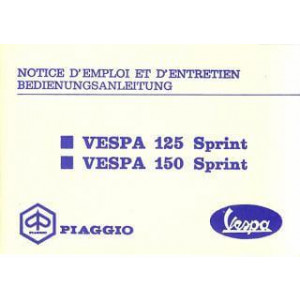 NOTICE D'EMPLOI ET D'ENTRETIEN
BEDIENUNGSANLEITUNG
VESPA 125 Sprint
VESPA 150 Sprint
PIAGGIO
Vespa